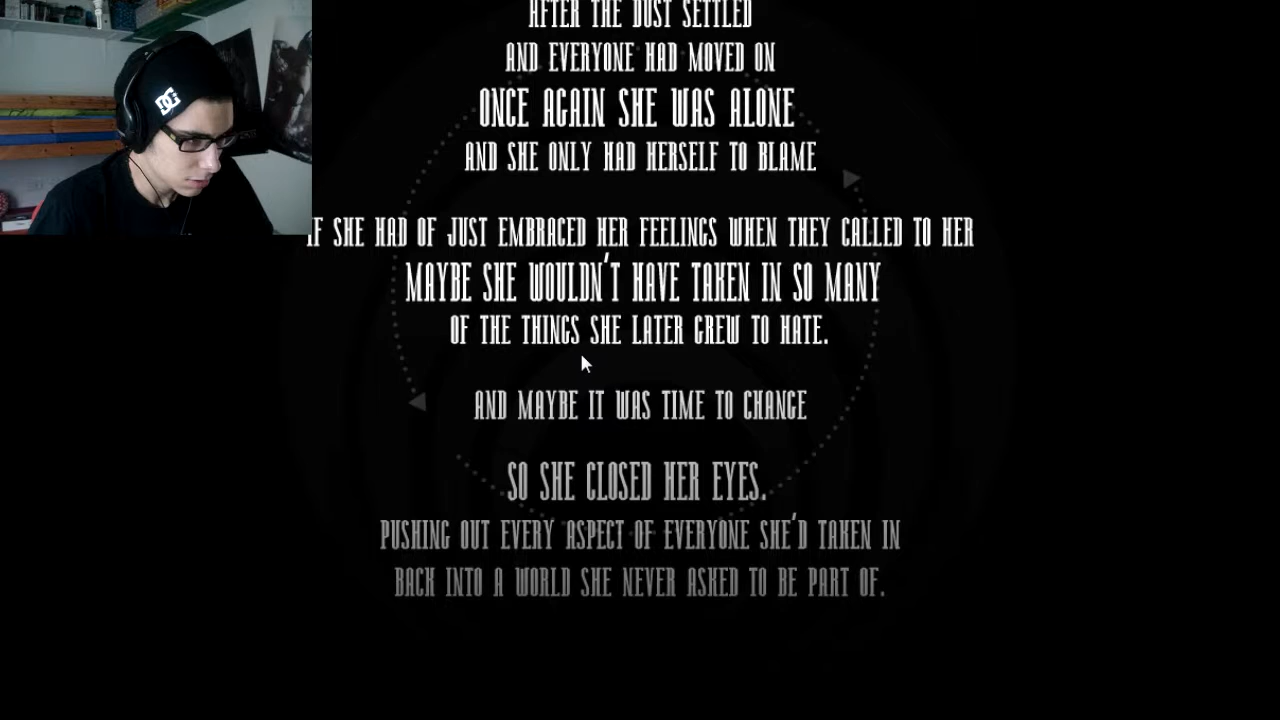 AFTER THE DUST SETTLED
AND EVERYONE HAD MOVED ON
ONCE AGAIN SHE WAS ALONE
AND SHE ONLY HAD HERSELF TO BLAME
IF SHE HAD OF JUST EMBRACED HER FEELINGS WHEN THEY CALLED TO HER
MAYBE SHE WOULDN'T HAVE TAKEN IN SO MANY
OF THE THINGS SHE LATER GREW TO HATE.
AND MAYBE IT WAS TIME TO CHANGE
SO SHE CLOSED HER EYES.
PUSHING OUT EVERY ASPECT OF EVERYONE SHE'D TAKEN IN
BACK INTO A WORLD SHE NEVER ASKED TO BE PART OF.